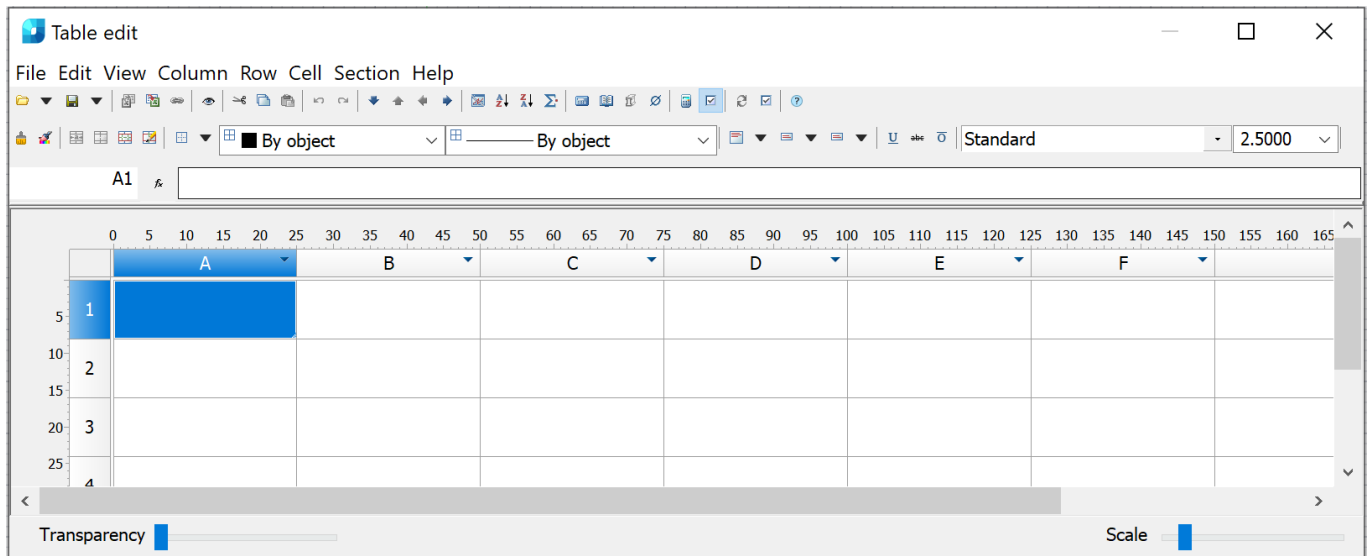 Table edit
File Edit View Column Row Cell Section Help
By object By object U abc O Standard 2.5000
A1 fx
0 5 10 15 20 25 30 35 40 45 50 55 60 65 70 75 80 85 90 95 100 105 110 115 120 125 130 135 140 145 150 155 160 165
A B C D E F
5 1
10
2
15
20 3
25
4
Transparency Scale